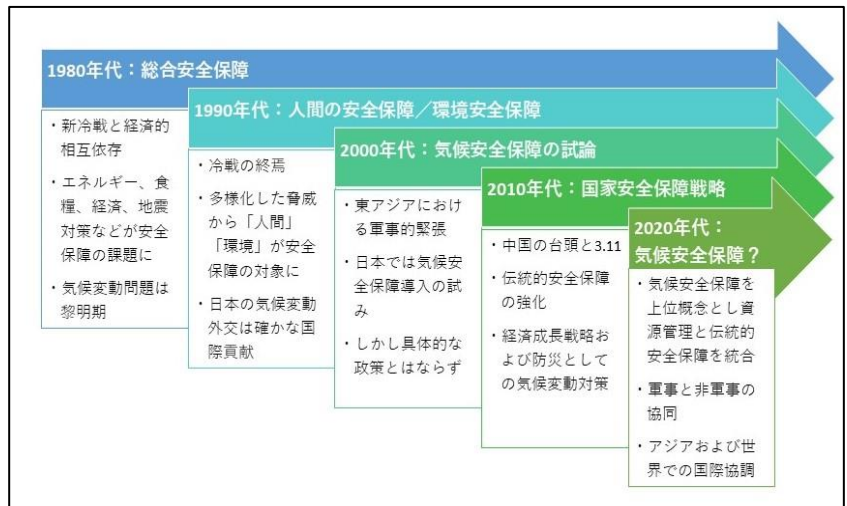 1980年代：総合安全保障
・新冷戦と経済的
相互依存
・エネルギー、食
糧、経済、地震
対策などが安全
保障の課題に
・気候変動問題は
黎明期
1990年代：人間の安全保障／環境安全保障
・冷戦の終焉
・多様化した脅威
から「人間」
「環境」が安全
保障の対象に
・日本の気候変動
外交は確かな国
際貢献
2000年代：気候安全保障の試論
・東アジアにおけ
る軍事的緊張
・日本では気候安
全保障導入の試
み
・しかし具体的な
政策とはならず
2010年代：国家安全保障戦略
・中国の台頭と3.11
・伝統的安全保障
の強化
・経済成長戦略お
よび防災として
の気候変動対策
2020年代：
気候安全保障？
・気候安全保障を
上位概念とし資
源管理と伝統的
安全保障を統合
・軍事と非軍事の
協同
・アジアおよび世
界での国際協調